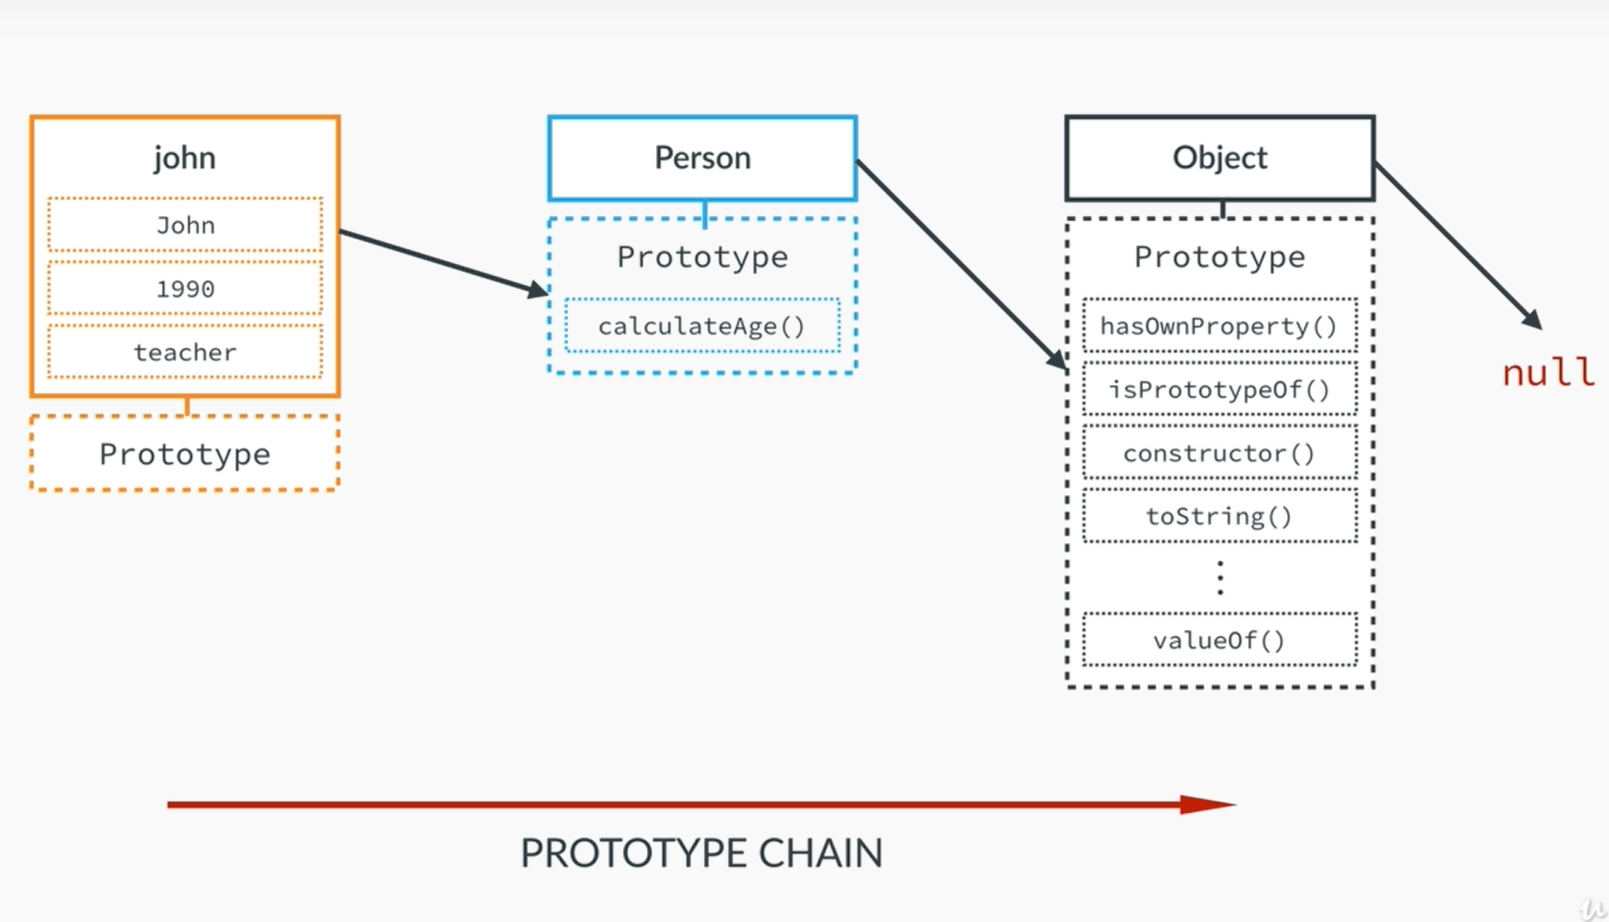 john
John
1990
teacher
Prototype
Person
Prototype
calculateAge()
Object
Prototype
hasOwnProperty()
isPrototypeOf()
constructor()
toString()
valueOf()
null
PROTOTYPE CHAIN